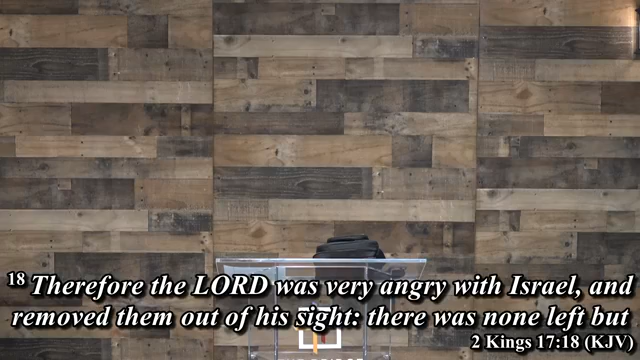 18 Therefore the LORD was very angry with Israel, and
removed them out of his sight: there was none left but
2 Kings 17:18 (KJV)